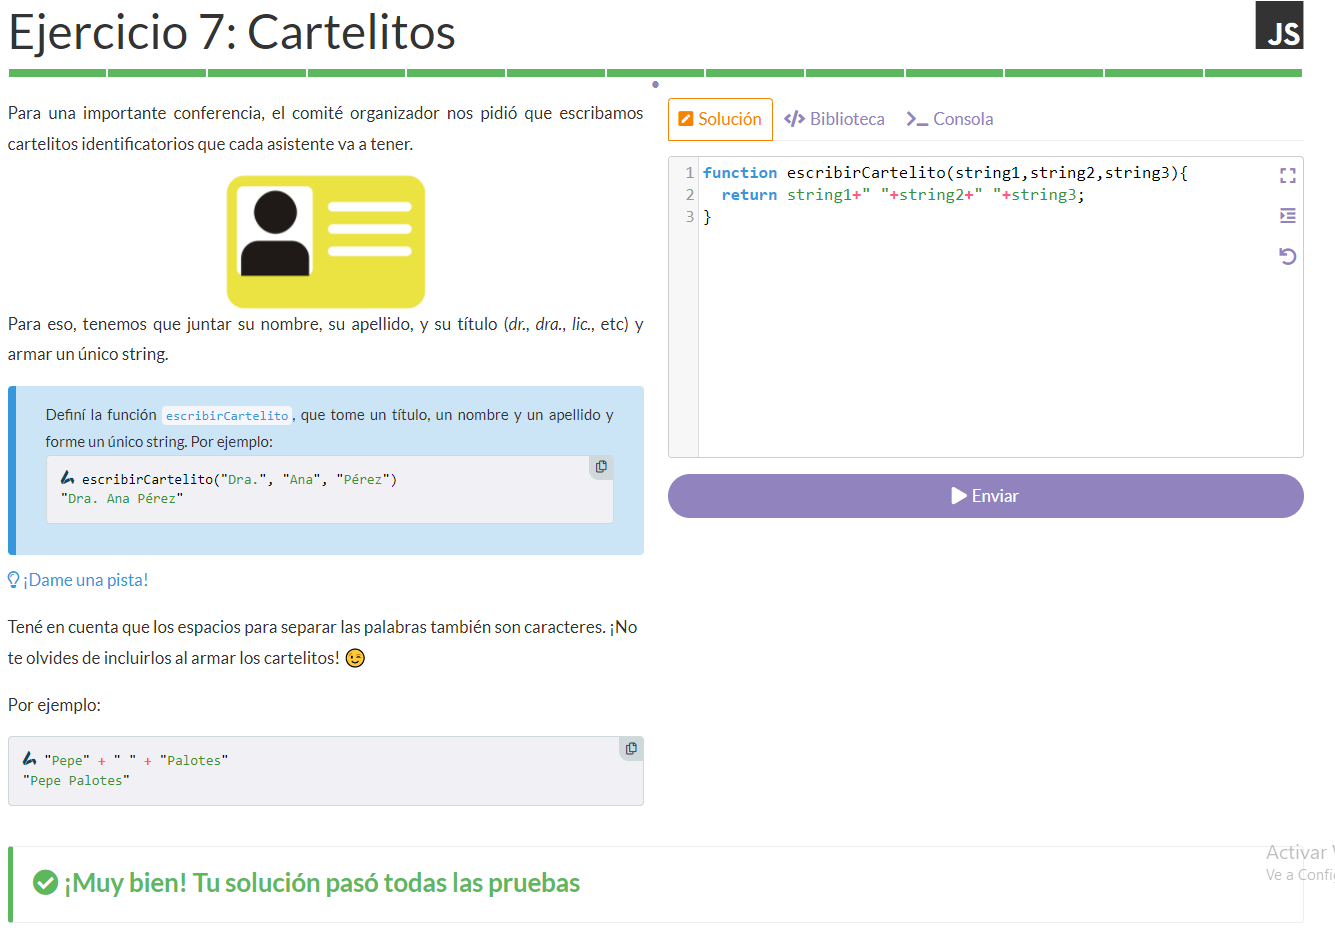 Ejercicio 7: Cartelitos
JS
Para una importante conferencia, el comité organizador nos pidió que escribamos
cartelitos identificatorios que cada asistente va a tener.
Para eso, tenemos que juntar su nombre, su apellido, y su título (dr., dra., lic., etc) y
armar un único string.
Definí la función escribirCartelito, que tome un título, un nombre y un apellido y
forme un único string. Por ejemplo:
escribirCartelito("Dra.", "Ana", "Pérez")
"Dra. Ana Pérez"
¡Dame una pista!
Tené en cuenta que los espacios para separar las palabras también son caracteres. ¡No
te olvides de incluirlos al armar los cartelitos! 😉
Por ejemplo:
"Pepe" + " " + "Palotes"
"Pepe Palotes"
Solución
Biblioteca
Consola
1 function escribirCartelito(string1,string2,string3){
2 return string1+" "+string2+" "+string3;
3 }
Enviar
¡Muy bien! Tu solución pasó todas las pruebas
Activar
Ve a Confi